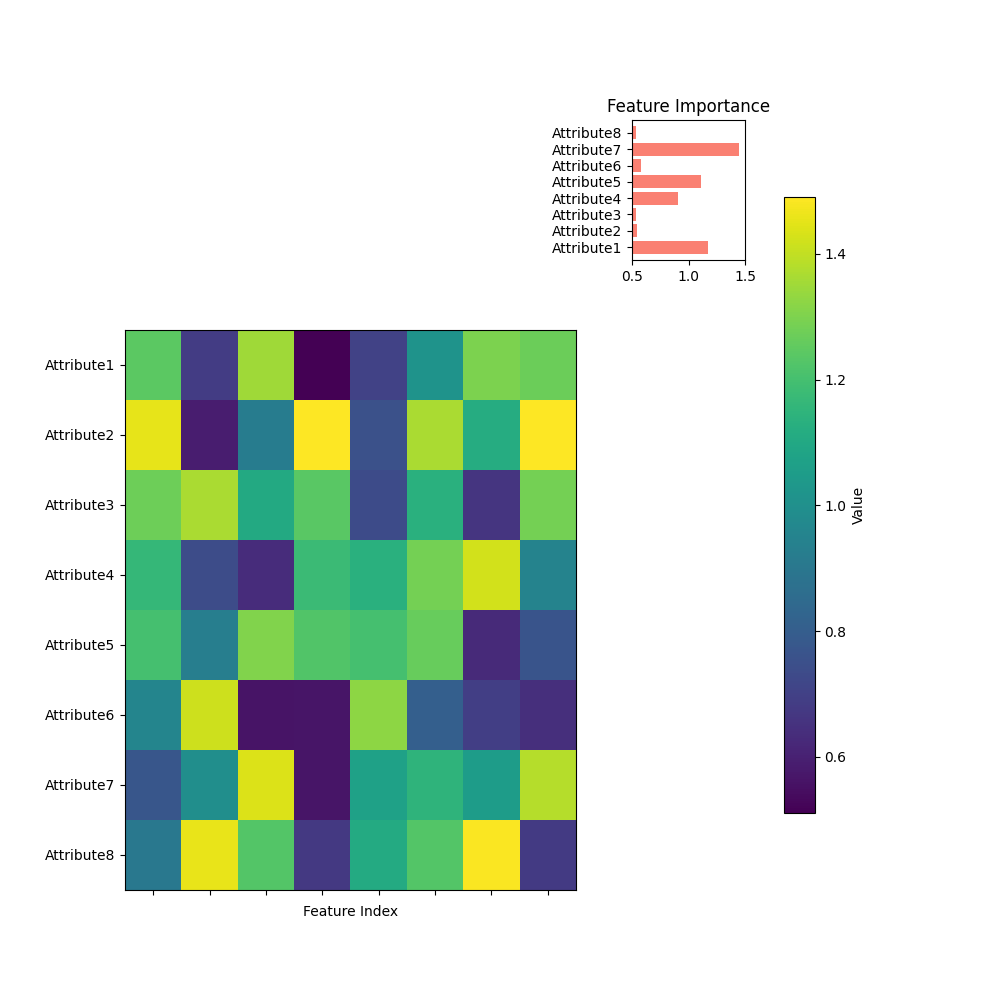 Feature Importance
Attribute8
Attribute7
Attribute6
Attribute5
Attribute4
Attribute3
Attribute2
Attribute1
0.5 1.0 1.5
1.4
1.2
1.0
0.8
0.6
Value
Attribute1
Attribute2
Attribute3
Attribute4
Attribute5
Attribute6
Attribute7
Attribute8
Feature Index